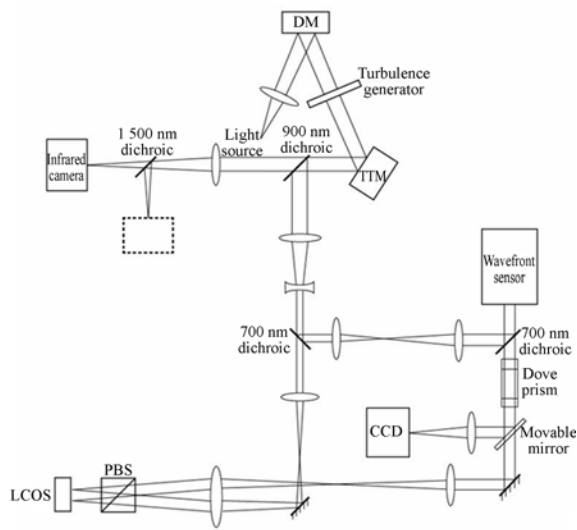 DM
Turbulence
generator
Light
source
1 500 nm
dichroic
900 nm
dichroic
Infrared
camera
TTM
Wavefront
sensor
700 nm
dichroic
700 nm
dichroic
Dove
prism
CCD
Movable
mirror
PBS
LCOS